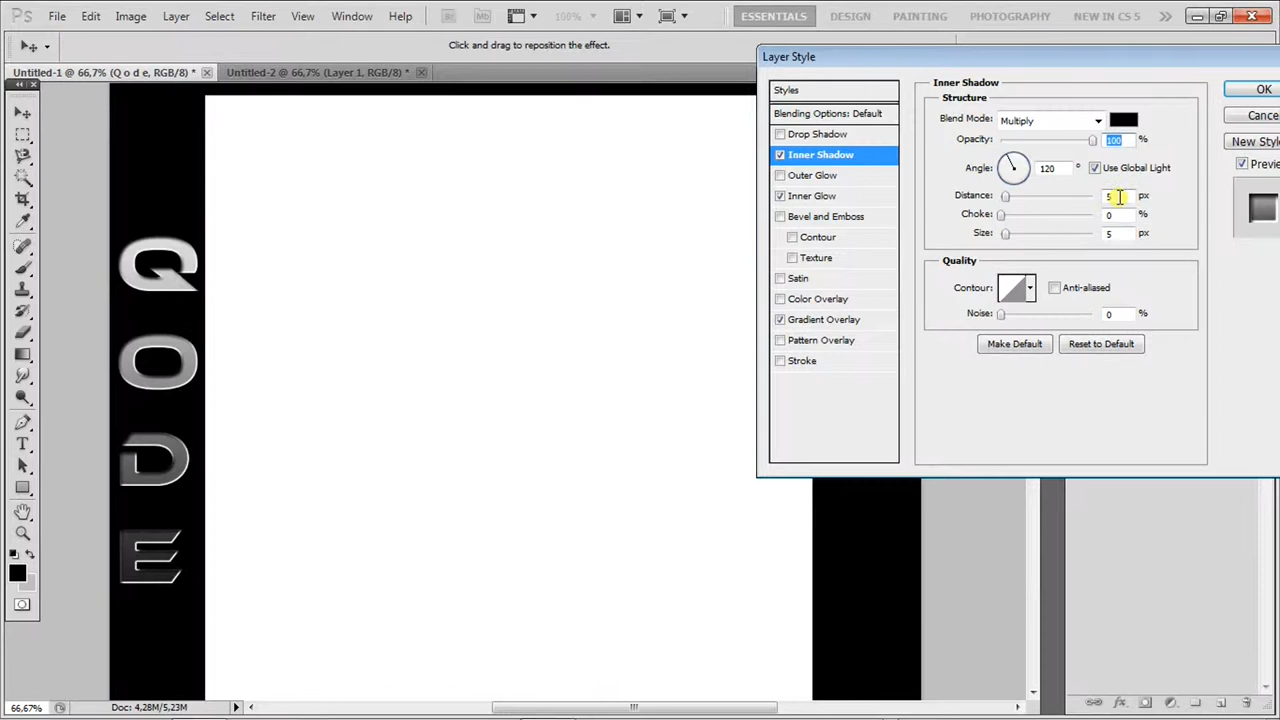 Ps File Edit Image Layer Select Filter View Window Help Br Mb 100% ESSENTIALS DESIGN PAINTING PHOTOGRAPHY NEW IN CS 5
Click and drag to reposition the effect.
Untitled-1 @ 66,7% (Q o d e, RGB/8) * Untitled-2 @ 66,7% (Layer 1, RGB/8) *
Layer Style
Styles
Blending Options: Default
Drop Shadow
Inner Shadow
Outer Glow
Inner Glow
Bevel and Emboss
Contour
Texture
Satin
Color Overlay
Gradient Overlay
Pattern Overlay
Stroke
Inner Shadow
Structure
Blend Mode: Multiply
Opacity: 100 %
Angle: 120 ° Use Global Light
Distance: 5 px
Choke: 0 %
Size: 5 px
Quality
Contour: Anti-aliased
Noise: 0 %
Make Default Reset to Default
OK
Cance
New Style
Preview
Q
O
D
E
66,67% Doc: 4,28M/5,23M